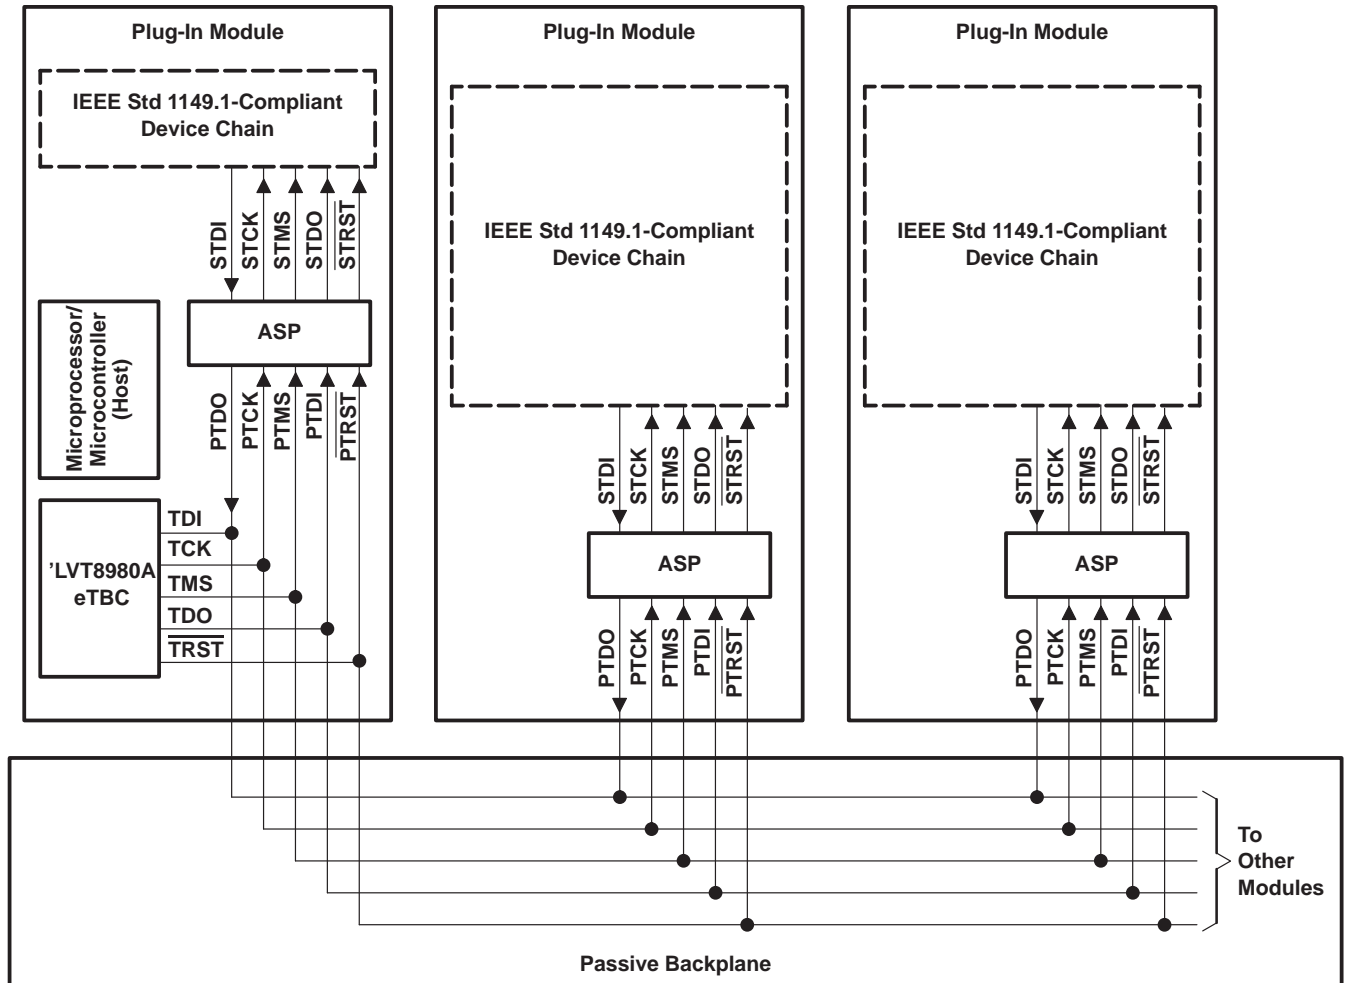 Plug-In Module
IEEE Std 1149.1-Compliant
Device Chain
STDI
STCK
STMS
STDO
STRST
Microprocessor/
Microcontroller
(Host)
ASP
PTDO
PTCK
PTMS
PTDI
PTRST
'LVT8980A
eTBC
TDI
TCK
TMS
TDO
TRST
Plug-In Module
IEEE Std 1149.1-Compliant
Device Chain
STDI
STCK
STMS
STDO
STRST
ASP
PTDO
PTCK
PTMS
PTDI
PTRST
Plug-In Module
IEEE Std 1149.1-Compliant
Device Chain
STDI
STCK
STMS
STDO
STRST
ASP
PTDO
PTCK
PTMS
PTDI
PTRST
To
Other
Modules
Passive Backplane